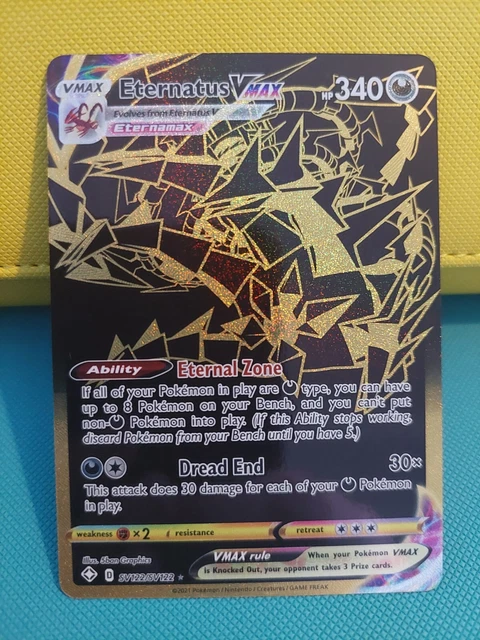 VMAX Eternatus VMAX HP 340
Evolves from Eternatus V
Eternamax
Ability Eternal Zone
If all of your Pokémon in play are type, you can have
up to 8 Pokémon on your Bench, and you can't put
non- Pokémon into play. (If this Ability stops working,
discard Pokémon from your Bench until you have 5.)
Dread End 30×
This attack does 30 damage for each of your Pokémon
in play.
weakness ×2 resistance retreat
Illus. 5ban Graphics
VMAX rule When your Pokémon VMAX
is Knocked Out, your opponent takes 3 Prize cards.
D SV122/SV122 ★
©2021 Pokémon / Nintendo / Creatures / GAME FREAK